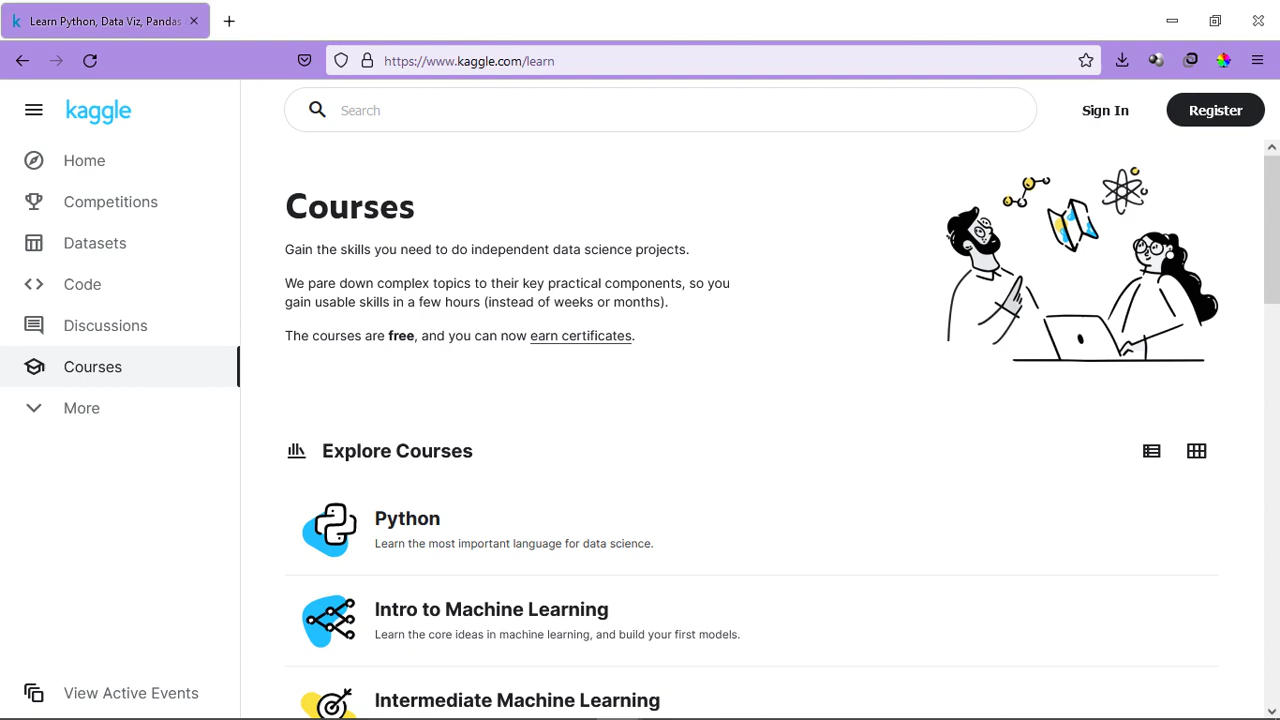 Learn Python, Data Viz, Pandas
https://www.kaggle.com/learn
kaggle
Search
Sign In
Register
Home
Competitions
Datasets
Code
Discussions
Courses
More
View Active Events
Courses
Gain the skills you need to do independent data science projects.
We pare down complex topics to their key practical components, so you
gain usable skills in a few hours (instead of weeks or months).
The courses are free, and you can now earn certificates.
Explore Courses
Python
Learn the most important language for data science.
Intro to Machine Learning
Learn the core ideas in machine learning, and build your first models.
Intermediate Machine Learning